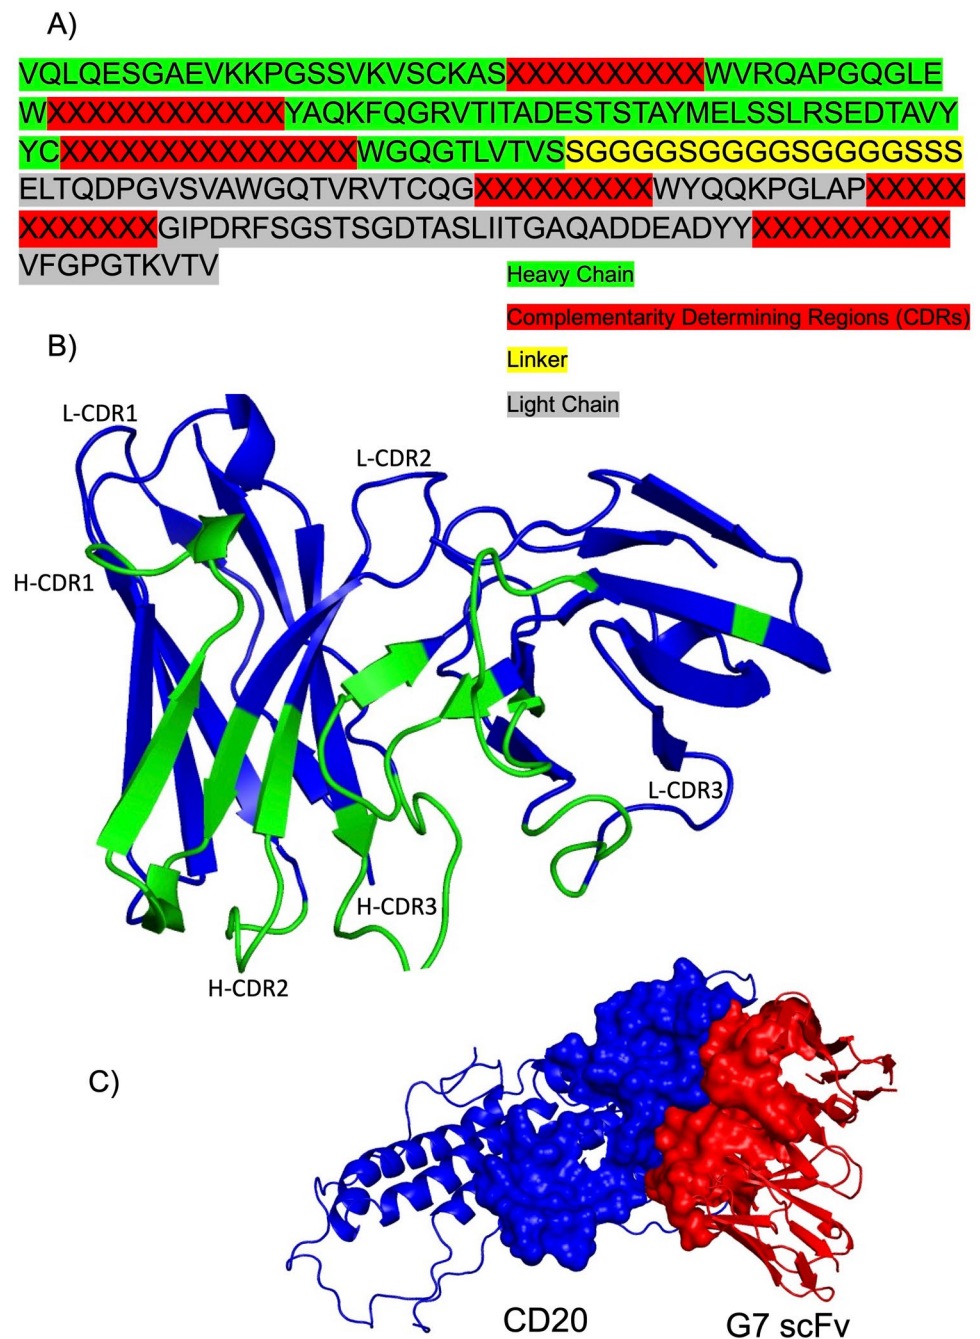 A)
VQLQESGAEVKKPGSSVKVSCKASXXXXXXXXXXWVRQAPGQGLE
WXXXXXXXXXXXXYAQKFQGRVTITADESTSTAYMELSSLRSEDTAVY
YCXXXXXXXXXXXXXXXWGQGTLVTVSSGGGGSGGGGSGGGGSSS
ELTQDPGVSVAWGQTVRVTCQGXXXXXXXXXWYQQKPGLAPXXXXX
XXXXXXXGIPDRFSGSTSGDTASLIITGAQADDEADYYXXXXXXXXXX
VFGPGTKVTV
Heavy Chain
Complementarity Determining Regions (CDRs)
Linker
Light Chain
B)
L-CDR1
L-CDR2
H-CDR1
L-CDR3
H-CDR3
H-CDR2
C)
CD20
G7 scFv